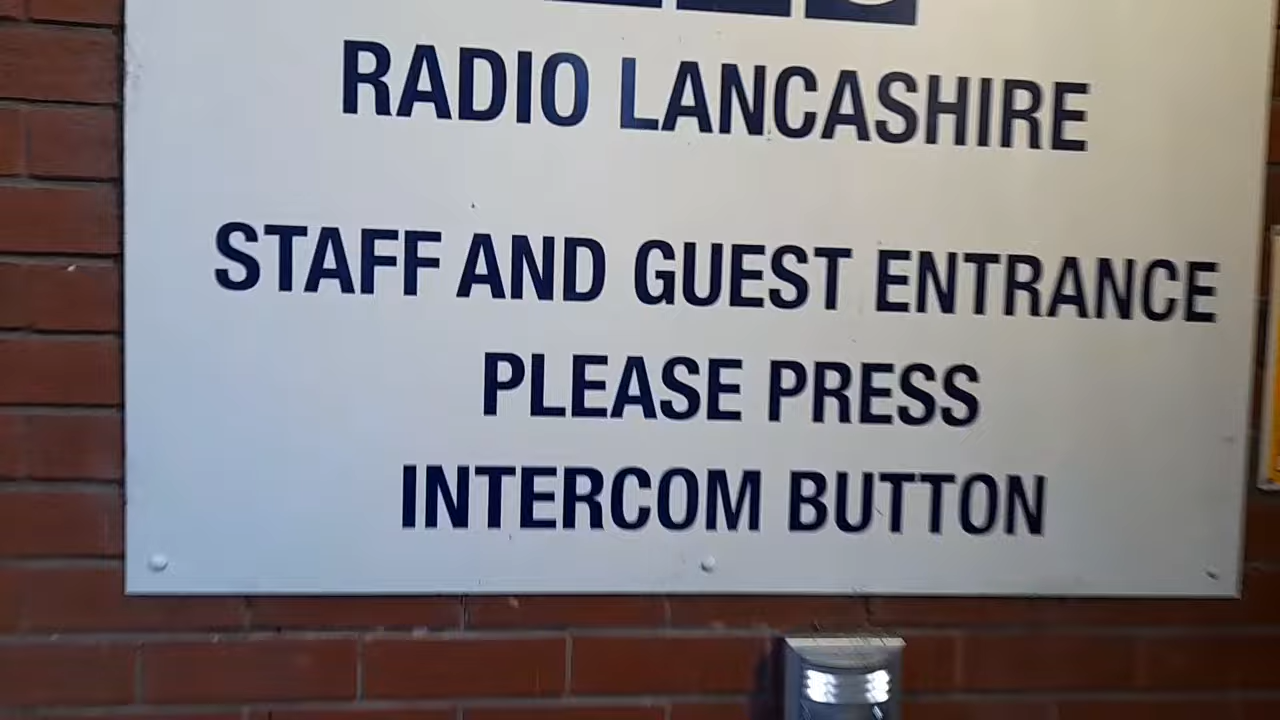 RADIO LANCASHIRE
STAFF AND GUEST ENTRANCE
PLEASE PRESS
INTERCOM BUTTON